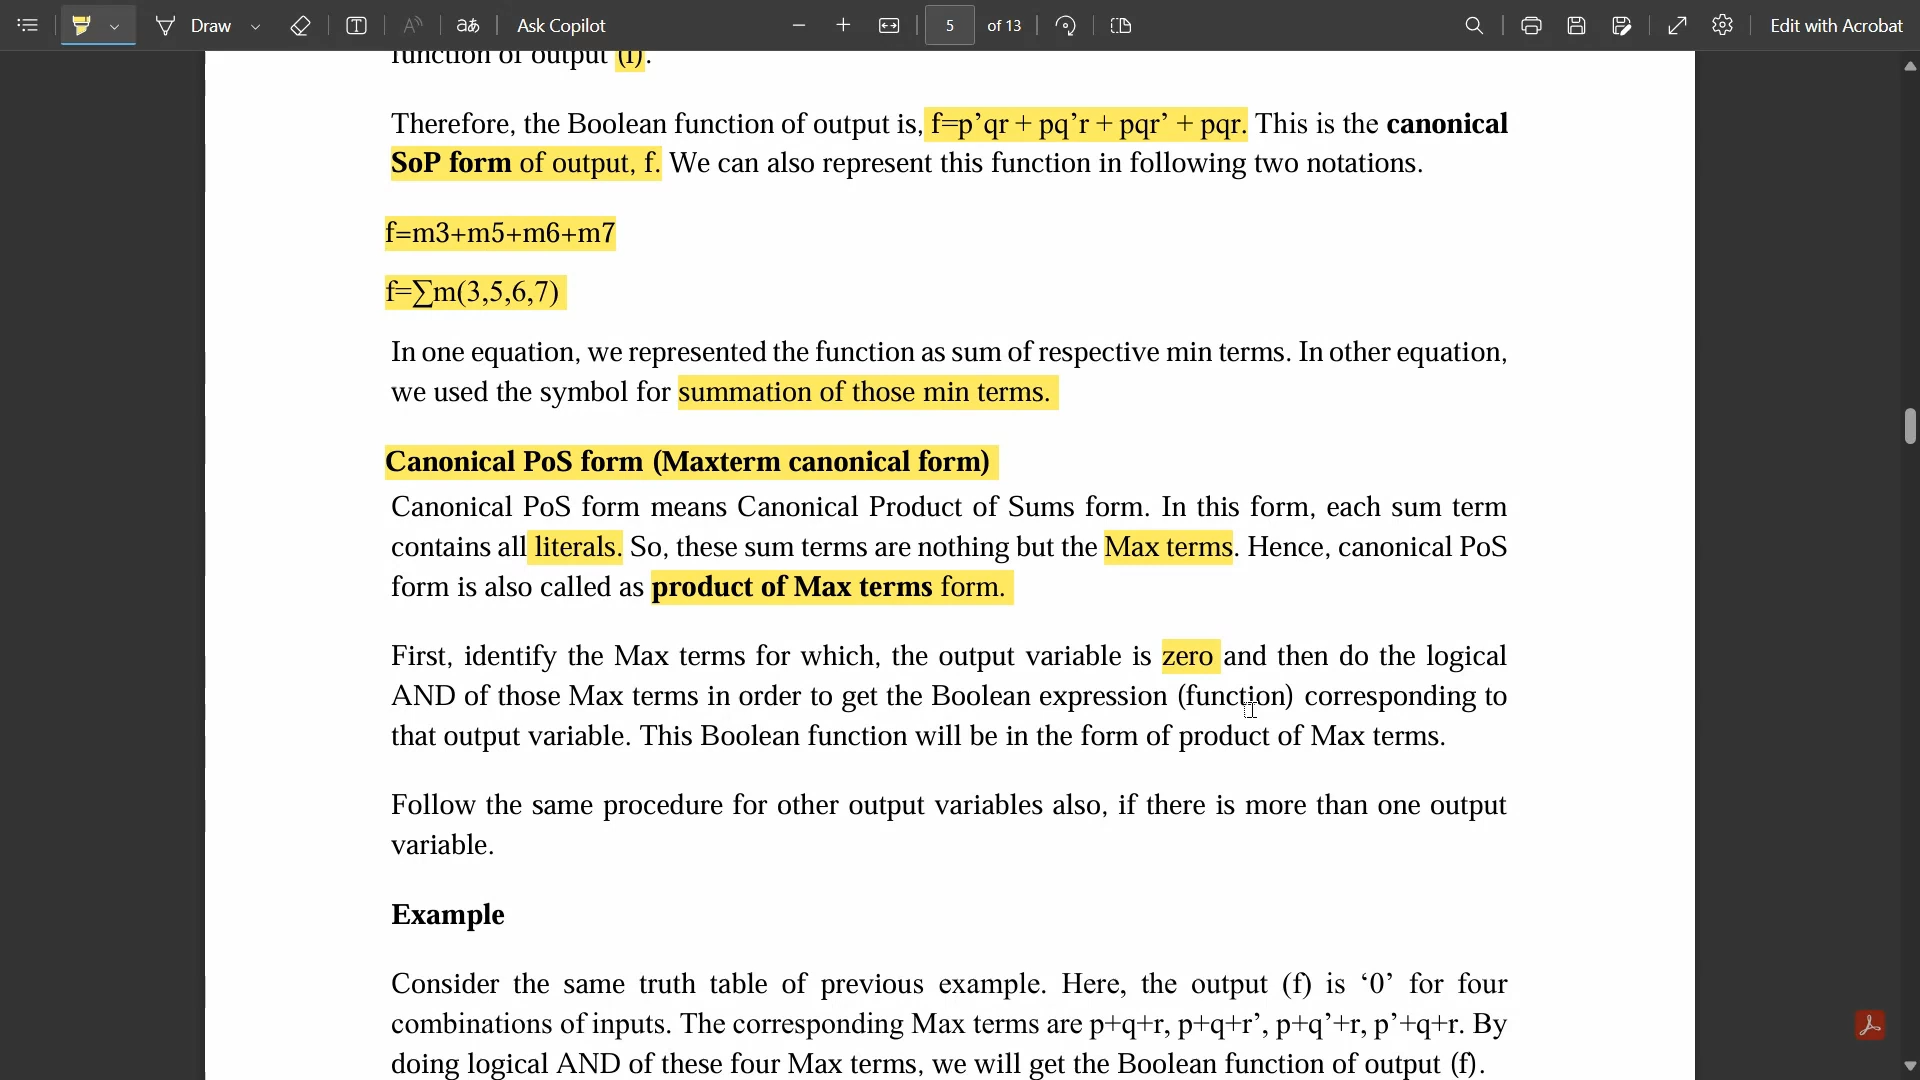 Draw
Ask Copilot
5 of 13
Edit with Acrobat
function of output (f).
Therefore, the Boolean function of output is, f=p’qr + pq’r + pqr’ + pqr. This is the canonical
SoP form of output, f. We can also represent this function in following two notations.
f=m3+m5+m6+m7
f=∑m(3,5,6,7)
In one equation, we represented the function as sum of respective min terms. In other equation,
we used the symbol for summation of those min terms.
Canonical PoS form (Maxterm canonical form)
Canonical PoS form means Canonical Product of Sums form. In this form, each sum term
contains all literals. So, these sum terms are nothing but the Max terms. Hence, canonical PoS
form is also called as product of Max terms form.
First, identify the Max terms for which, the output variable is zero and then do the logical
AND of those Max terms in order to get the Boolean expression (function) corresponding to
that output variable. This Boolean function will be in the form of product of Max terms.
Follow the same procedure for other output variables also, if there is more than one output
variable.
Example
Consider the same truth table of previous example. Here, the output (f) is ‘0’ for four
combinations of inputs. The corresponding Max terms are p+q+r, p+q+r’, p+q’+r, p’+q+r. By
doing logical AND of these four Max terms, we will get the Boolean function of output (f).